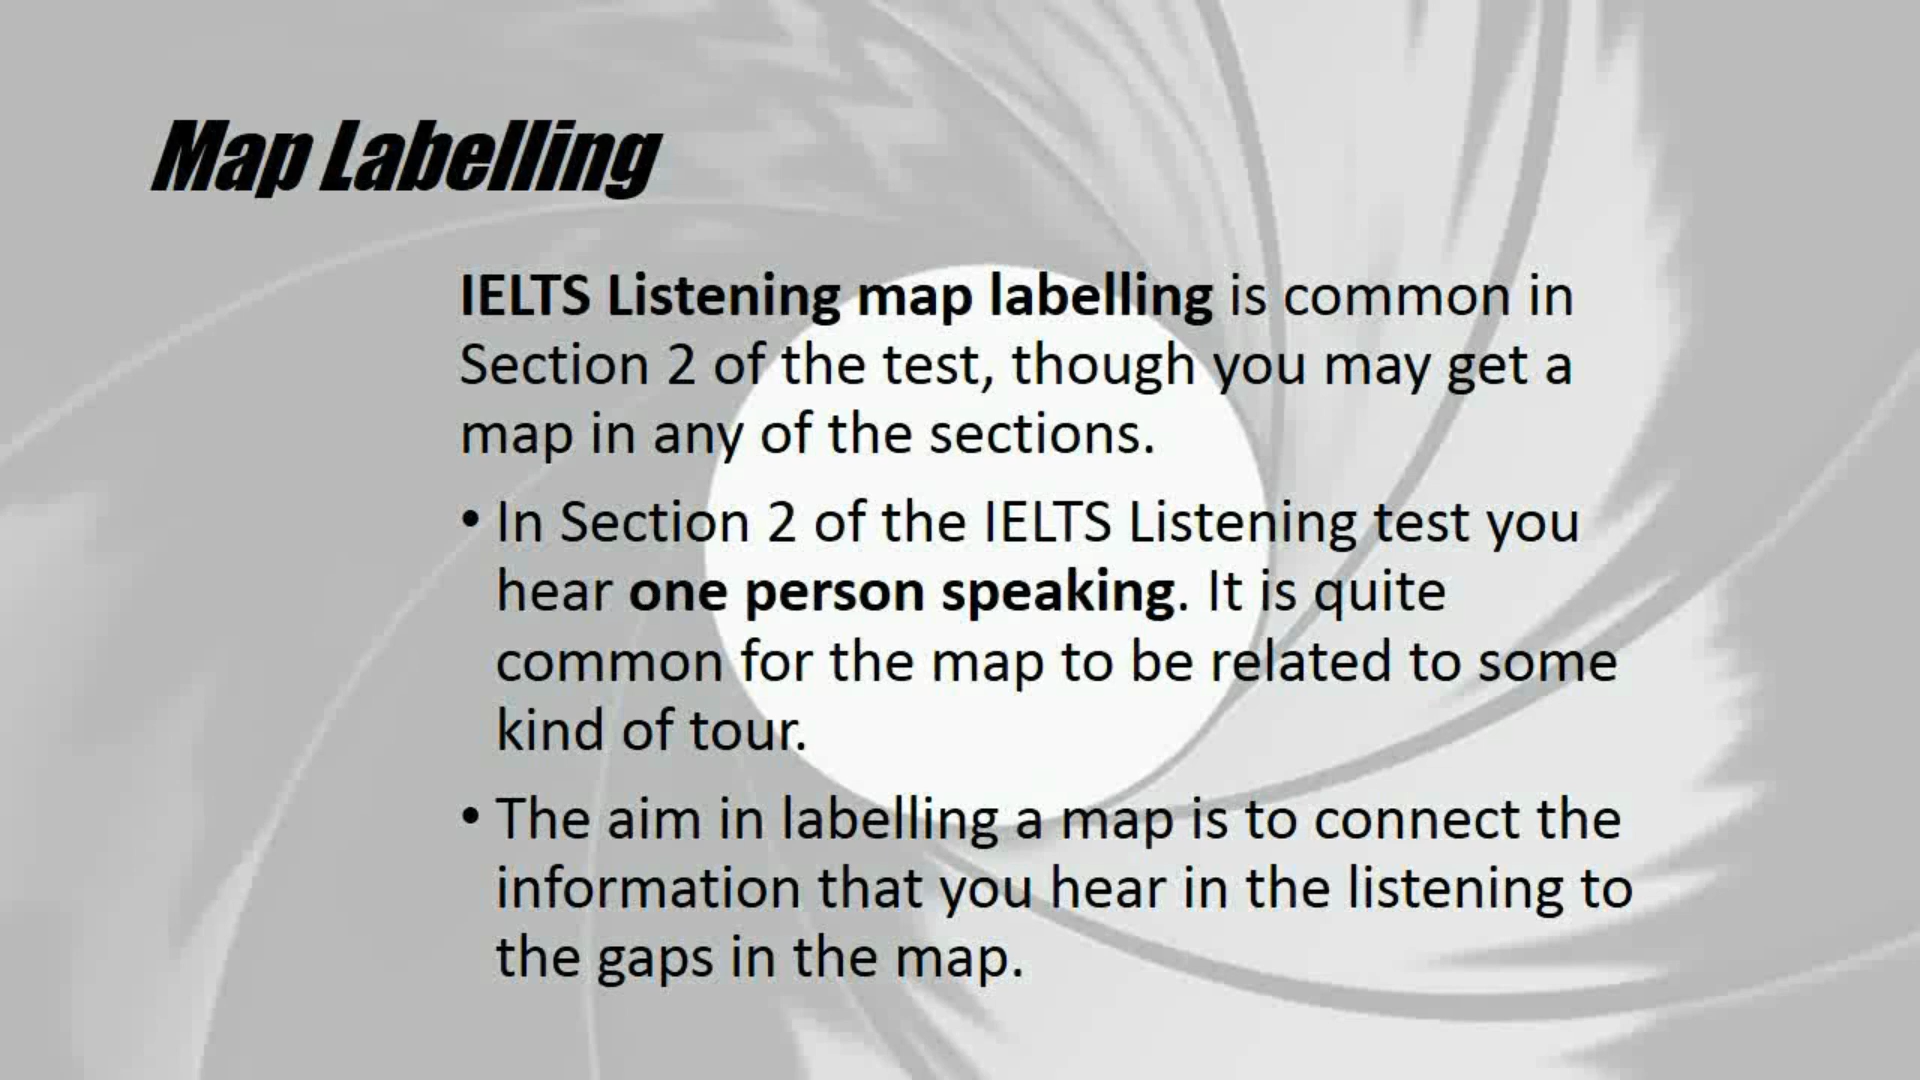 Map Labelling
IELTS Listening map labelling is common in
Section 2 of the test, though you may get a
map in any of the sections.
• In Section 2 of the IELTS Listening test you
hear one person speaking. It is quite
common for the map to be related to some
kind of tour.
• The aim in labelling a map is to connect the
information that you hear in the listening to
the gaps in the map.